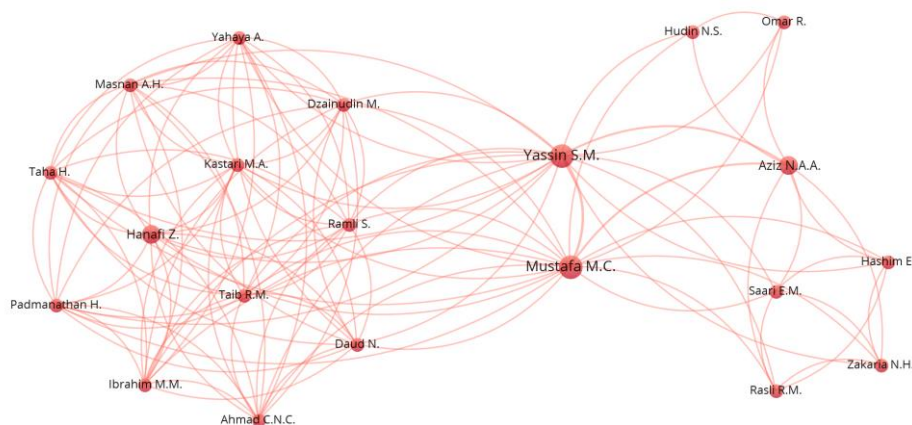 Yahaya A.
Masnan A.H.
Dzainudin M.
Hudin N.S.
Omar R.
Kastari M.A.
Taha H.
Yassin S.M.
Aziz N.A.A.
Hanafi Z.
Ramli S.
Mustafa M.C.
Hashim E
Padmanathan H.
Taib R.M.
Saari E.M.
Daud N.
Ibrahim M.M.
Zakaria N.H.
Rasli R.M.
Ahmad C.N.C.